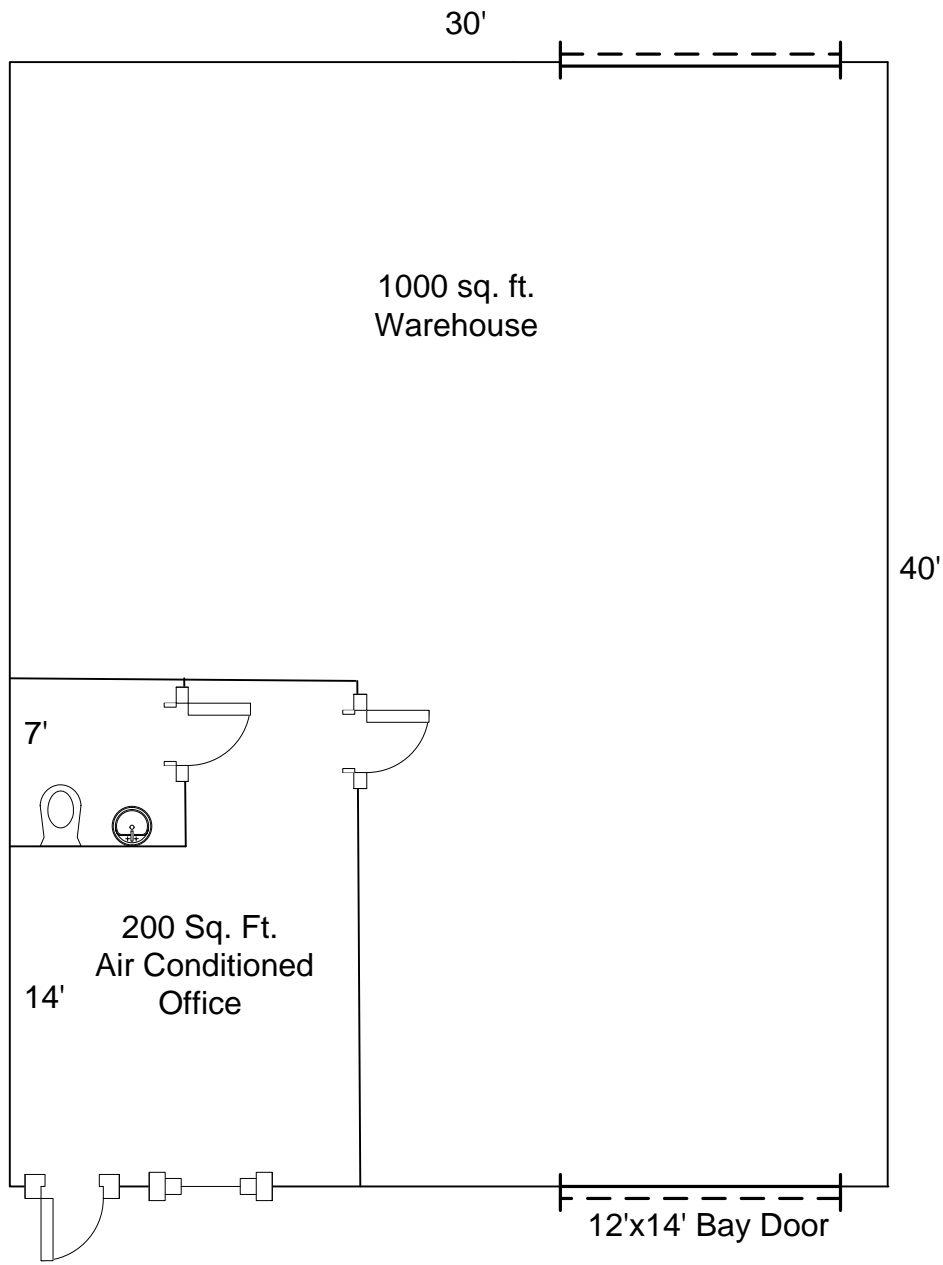 30'
1000 sq. ft.
Warehouse
40'
7'
200 Sq. Ft.
Air Conditioned
Office
14'
12'x14' Bay Door